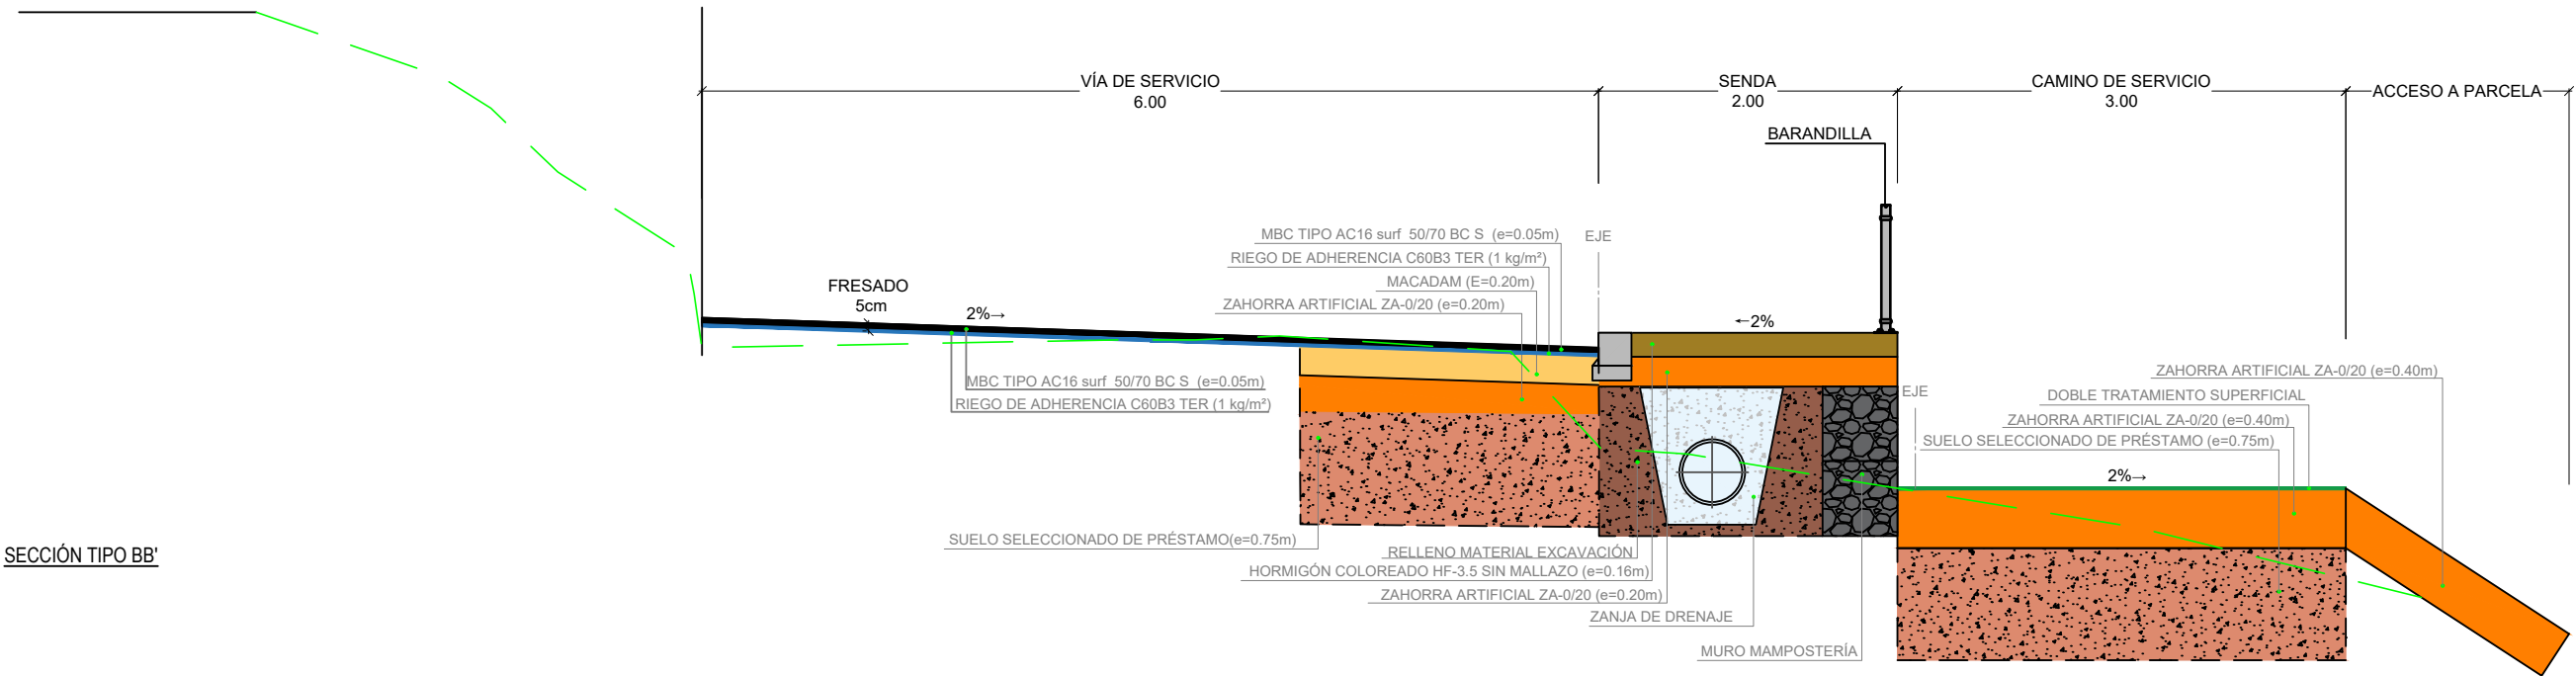 VÍA DE SERVICIO
6.00
SENDA
2.00
CAMINO DE SERVICIO
3.00
ACCESO A PARCELA
BARANDILLA
MBC TIPO AC16 surf 50/70 BC S (e=0.05m)
EJE
RIEGO DE ADHERENCIA C60B3 TER (1 kg/m²)
MACADAM (E=0.20m)
ZAHORRA ARTIFICIAL ZA-0/20 (e=0.20m)
FRESADO
5cm
2%→
←2%
MBC TIPO AC16 surf 50/70 BC S (e=0.05m)
RIEGO DE ADHERENCIA C60B3 TER (1 kg/m²)
ZAHORRA ARTIFICIAL ZA-0/20 (e=0.40m)
EJE
DOBLE TRATAMIENTO SUPERFICIAL
ZAHORRA ARTIFICIAL ZA-0/20 (e=0.40m)
SUELO SELECCIONADO DE PRÉSTAMO (e=0.75m)
2%→
SUELO SELECCIONADO DE PRÉSTAMO(e=0.75m)
RELLENO MATERIAL EXCAVACIÓN
HORMIGÓN COLOREADO HF-3.5 SIN MALLAZO (e=0.16m)
ZAHORRA ARTIFICIAL ZA-0/20 (e=0.20m)
ZANJA DE DRENAJE
MURO MAMPOSTERÍA
SECCIÓN TIPO BB'